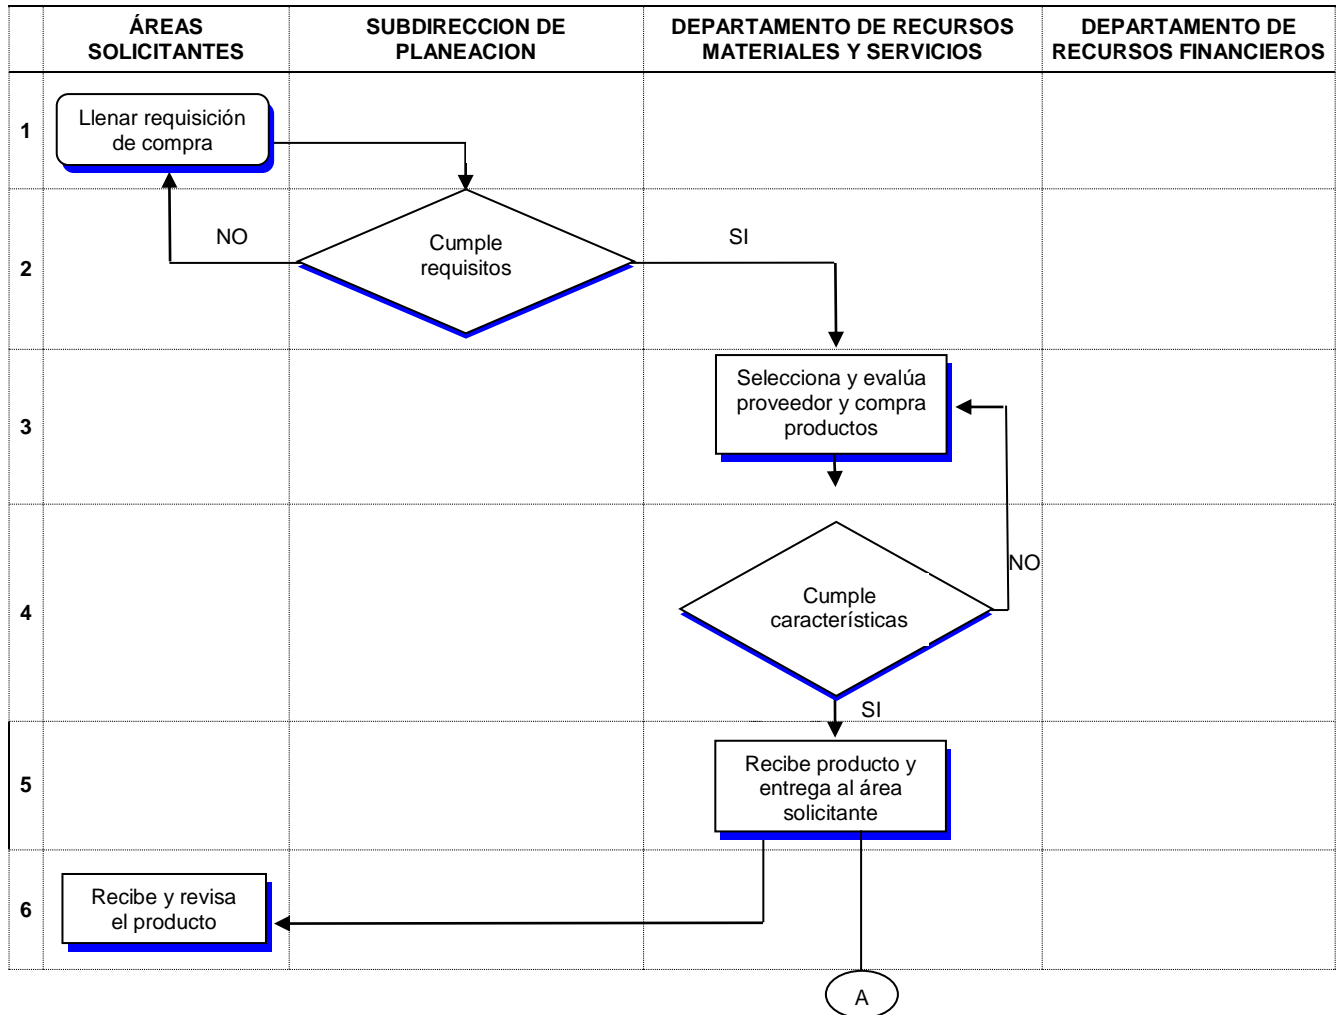 ÁREAS
SOLICITANTES
SUBDIRECCION DE
PLANEACION
DEPARTAMENTO DE RECURSOS
MATERIALES Y SERVICIOS
DEPARTAMENTO DE
RECURSOS FINANCIEROS
1
Llenar requisición
de compra
2
NO
Cumple
requisitos
SI
3
Selecciona y evalúa
proveedor y compra
productos
4
Cumple
características
NO
SI
5
Recibe producto y
entrega al área
solicitante
6
Recibe y revisa
el producto
A